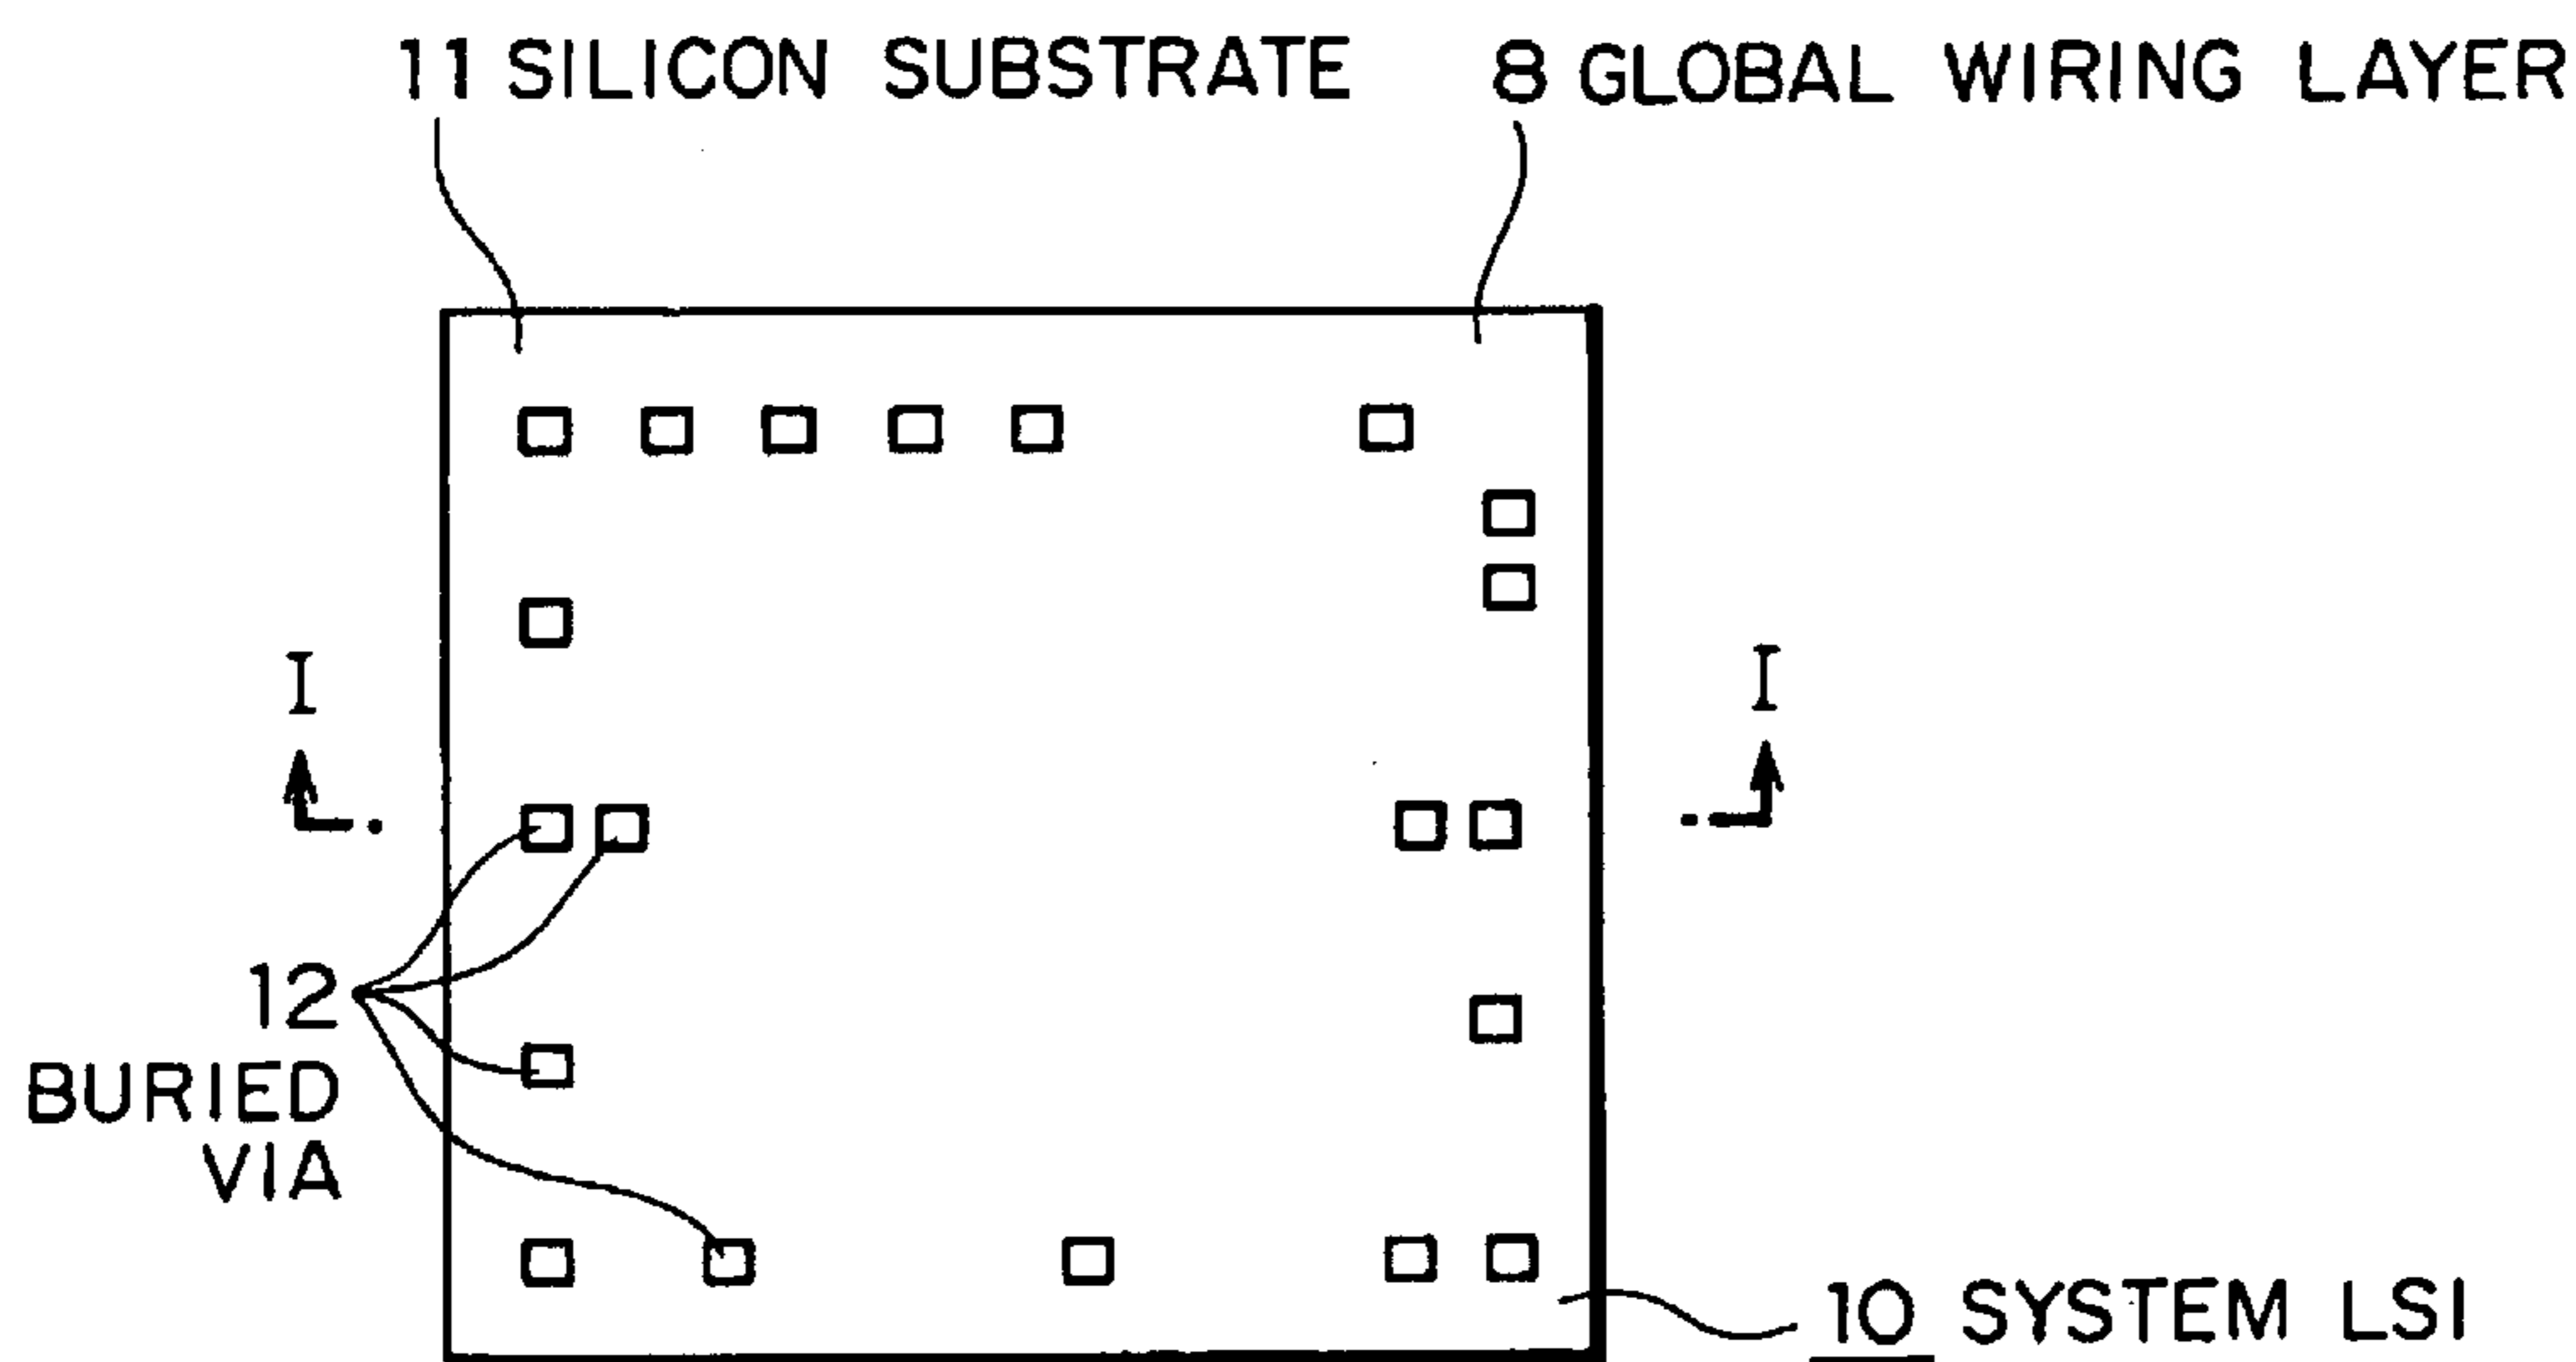 11 SILICON SUBSTRATE
8 GLOBAL WIRING LAYER
I
I
12
BURIED
VIA
10 SYSTEM LSI